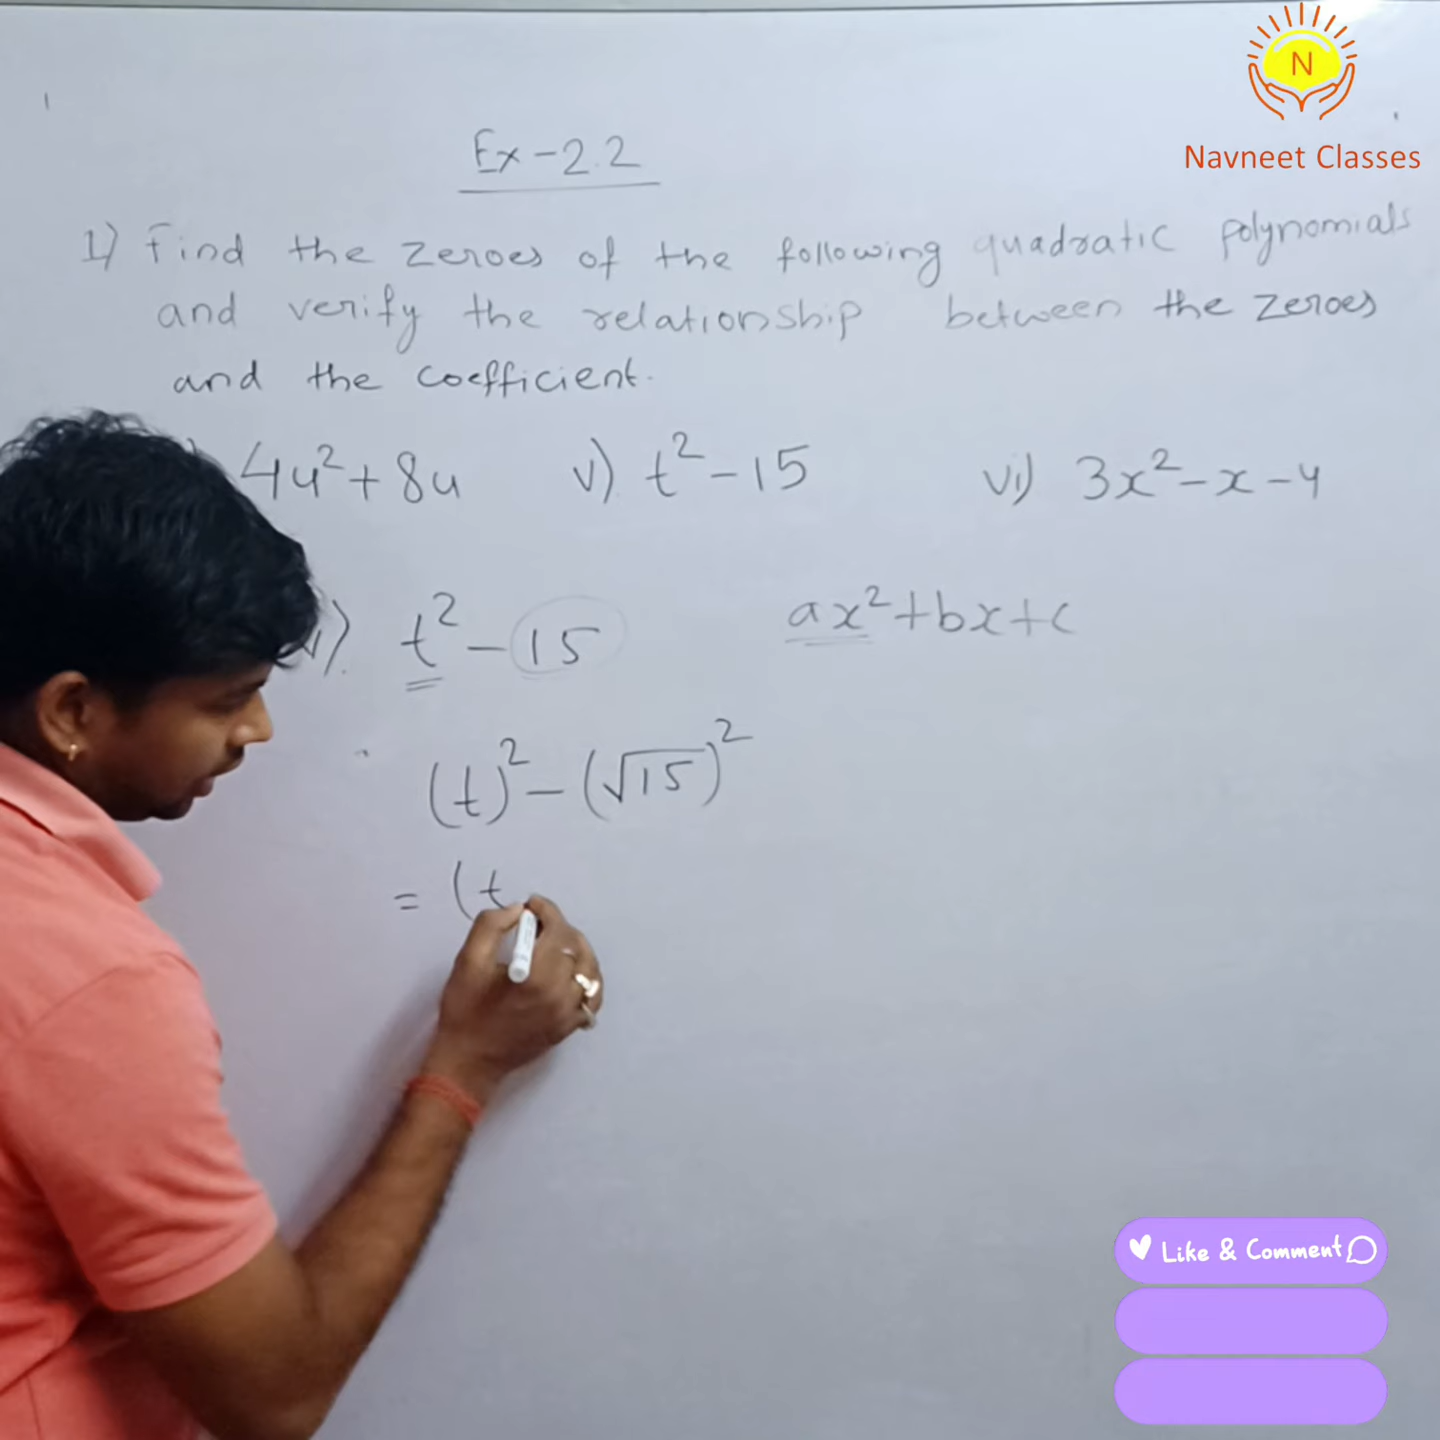 N
Navneet Classes
Ex-2.2
1) Find the zeroes of the following quadratic polynomials
and verify the relationship between the zeroes
and the coefficient.
4u²+8u v) t²-15 vi) 3x²-x-4
t²-15 ax²+bx+c
(t)²-(√15)²
= (t
Like & Comment